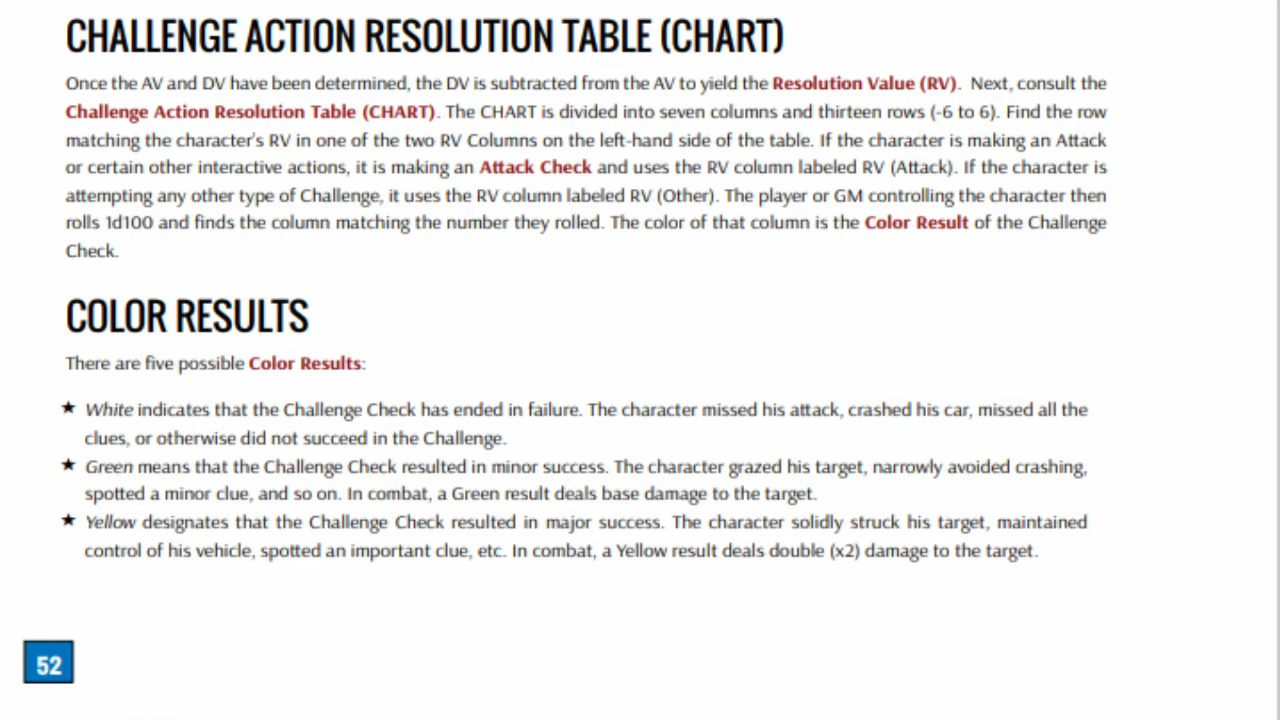 CHALLENGE ACTION RESOLUTION TABLE (CHART)
Once the AV and DV have been determined, the DV is subtracted from the AV to yield the Resolution Value (RV). Next, consult the
Challenge Action Resolution Table (CHART). The CHART is divided into seven columns and thirteen rows (-6 to 6). Find the row
matching the character's RV in one of the two RV Columns on the left-hand side of the table. If the character is making an Attack
or certain other interactive actions, it is making an Attack Check and uses the RV column labeled RV (Attack). If the character is
attempting any other type of Challenge, it uses the RV column labeled RV (Other). The player or GM controlling the character then
rolls 1d100 and finds the column matching the number they rolled. The color of that column is the Color Result of the Challenge
Check.
COLOR RESULTS
There are five possible Color Results:
★ White indicates that the Challenge Check has ended in failure. The character missed his attack, crashed his car, missed all the
clues, or otherwise did not succeed in the Challenge.
★ Green means that the Challenge Check resulted in minor success. The character grazed his target, narrowly avoided crashing,
spotted a minor clue, and so on. In combat, a Green result deals base damage to the target.
★ Yellow designates that the Challenge Check resulted in major success. The character solidly struck his target, maintained
control of his vehicle, spotted an important clue, etc. In combat, a Yellow result deals double (x2) damage to the target.
52